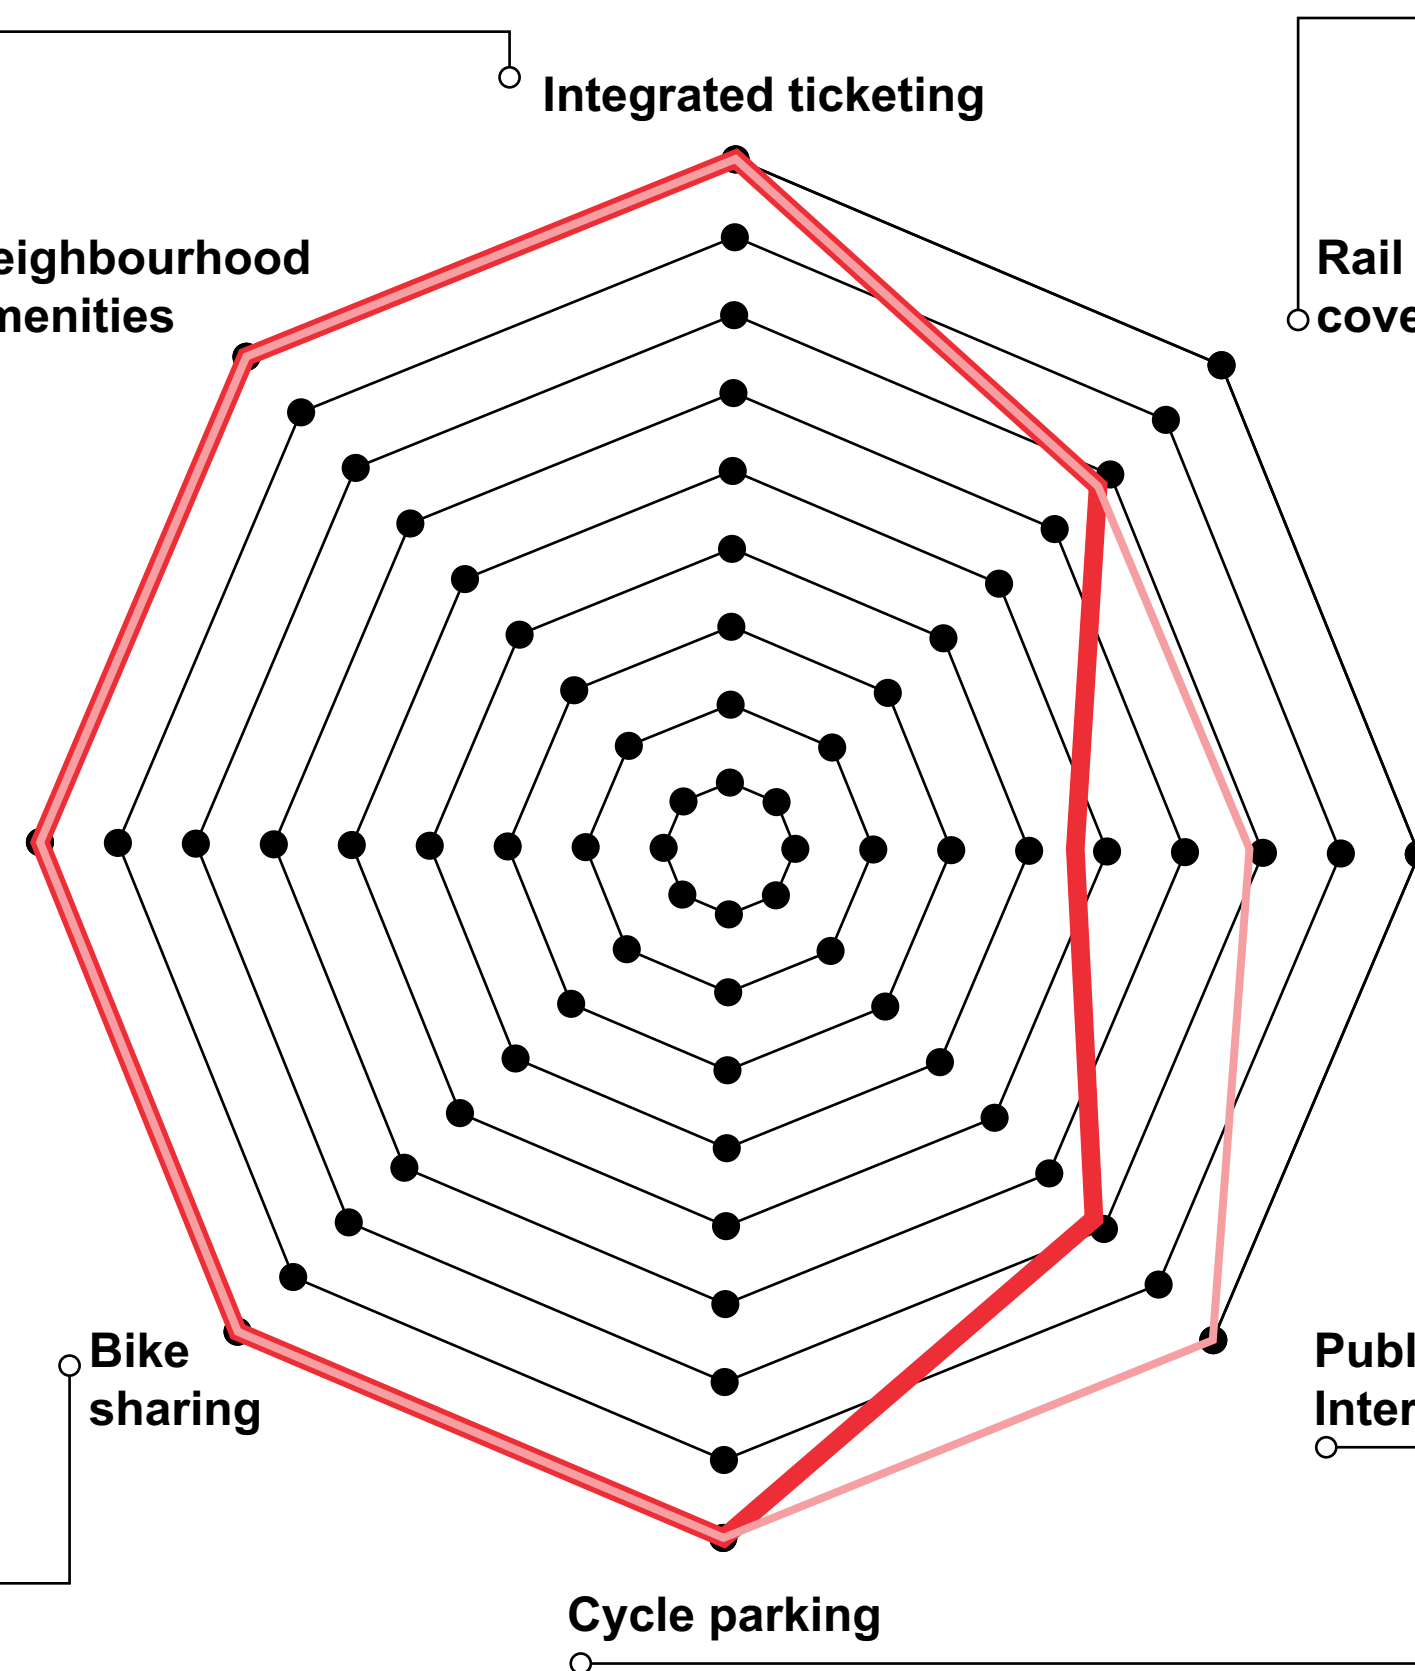 Integrated ticketing
eighbourhood
menities
Rail
cove
Bike
sharing
Publ
Inter
Cycle parking